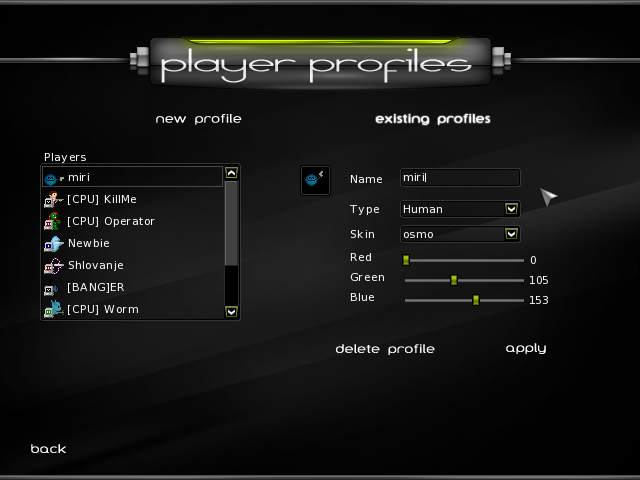 player profiles
new profile
existing profiles
Players
miri
[CPU] KillMe
[CPU] Operator
Newbie
Shlovanje
[BANG]ER
[CPU] Worm
Name miri
Type Human
Skin osmo
Red 0
Green 105
Blue 153
delete profile
apply
back